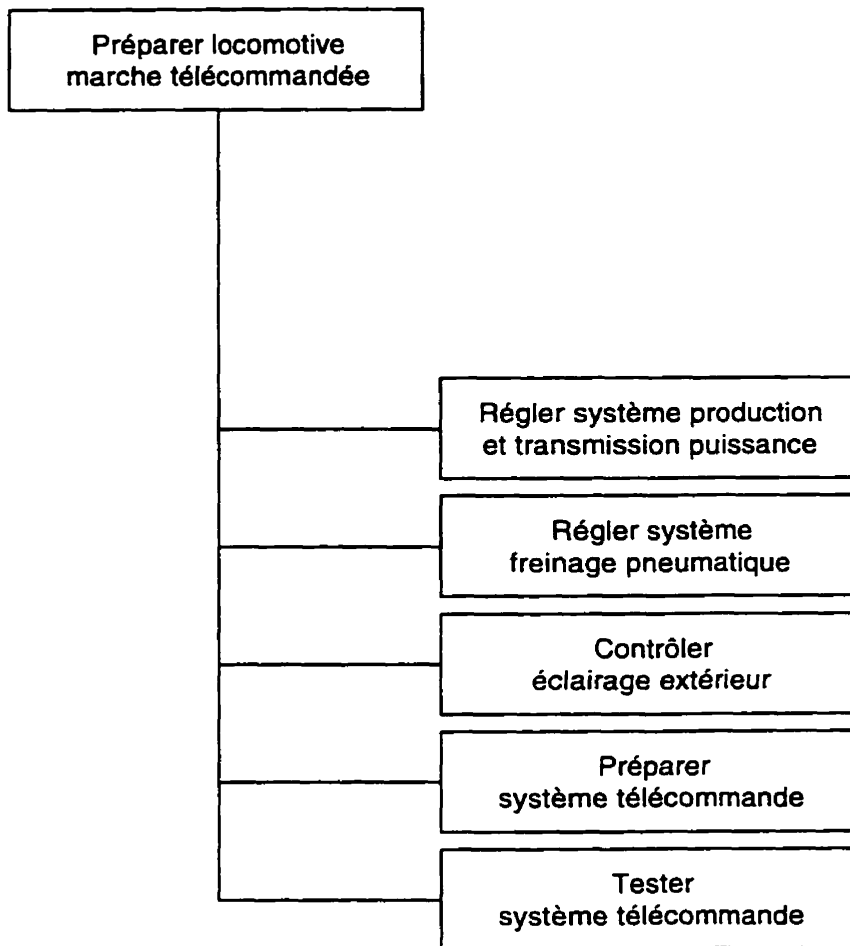 Préparer locomotive
marche télécommandée
Régler système production
et transmission puissance
Régler système
freinage pneumatique
Contrôler
éclairage extérieur
Préparer
système télécommande
Tester
système télécommande